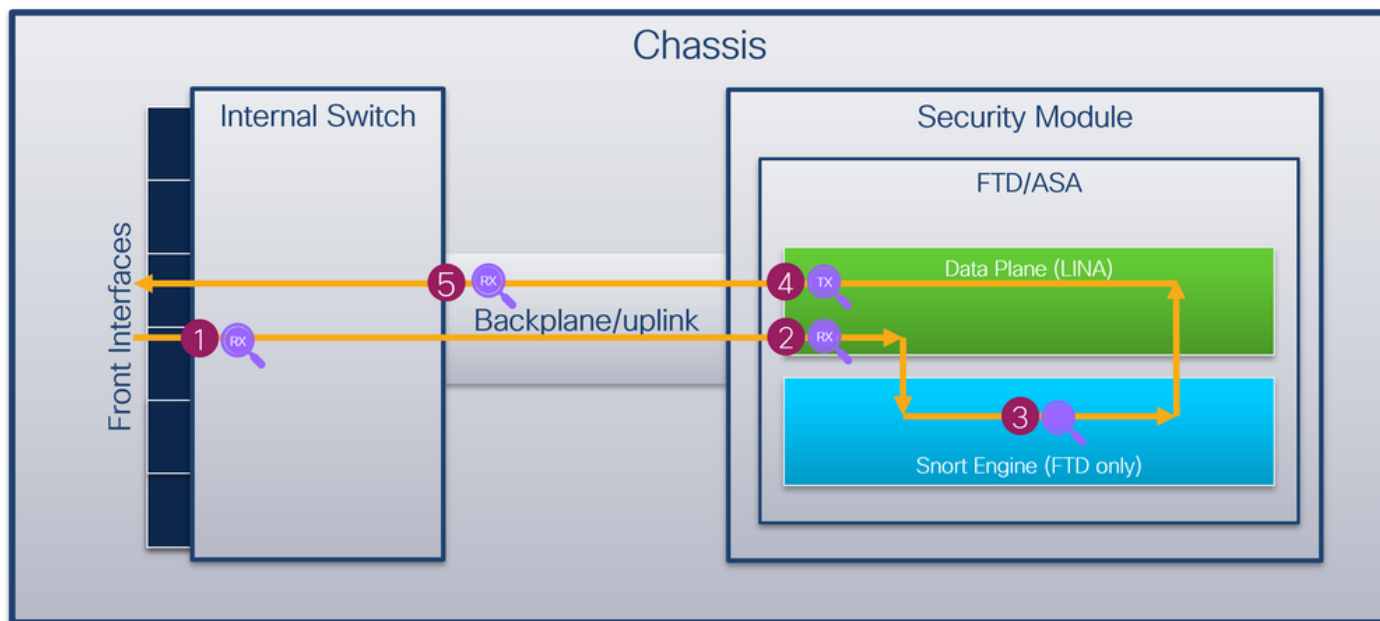 Chassis
Internal Switch
Security Module
FTD/ASA
Front Interfaces
5
RX
4
TX
Data Plane (LINA)
Backplane/uplink
1
RX
2
RX
3
Snort Engine (FTD only)